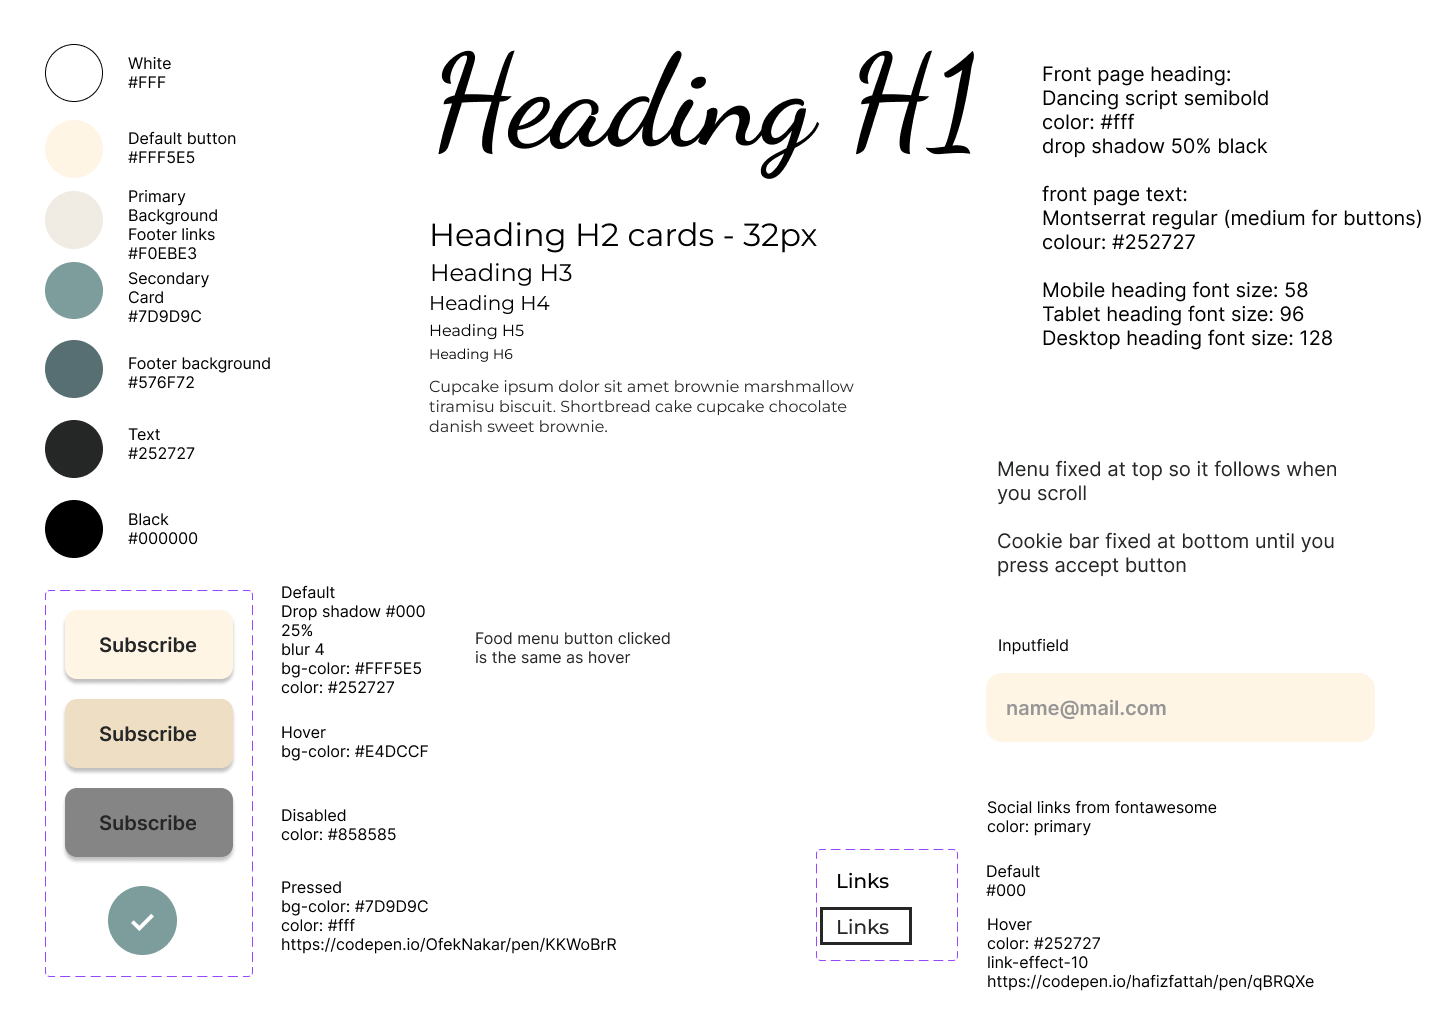 White
#FFF
Default button
#FFF5E5
Primary
Background
Footer links
#F0EBE3
Secondary
Card
#7D9D9C
Footer background
#576F72
Text
#252727
Black
#000000
Heading H1
Heading H2 cards - 32px
Heading H3
Heading H4
Heading H5
Heading H6
Cupcake ipsum dolor sit amet brownie marshmallow
tiramisu biscuit. Shortbread cake cupcake chocolate
danish sweet brownie.
Front page heading:
Dancing script semibold
color: #fff
drop shadow 50% black
front page text:
Montserrat regular (medium for buttons)
colour: #252727
Mobile heading font size: 58
Tablet heading font size: 96
Desktop heading font size: 128
Menu fixed at top so it follows when
you scroll
Cookie bar fixed at bottom until you
press accept button
Subscribe
Subscribe
Subscribe
Default
Drop shadow #000
25%
blur 4
bg-color: #FFF5E5
color: #252727
Hover
bg-color: #E4DCCF
Disabled
color: #858585
Pressed
bg-color: #7D9D9C
color: #fff
https://codepen.io/OfekNakar/pen/KKWoBrR
Food menu button clicked
is the same as hover
Inputfield
name@mail.com
Social links from fontawesome
color: primary
Links
Links
Default
#000
Hover
color: #252727
link-effect-10
https://codepen.io/hafizfattah/pen/qBRQXe